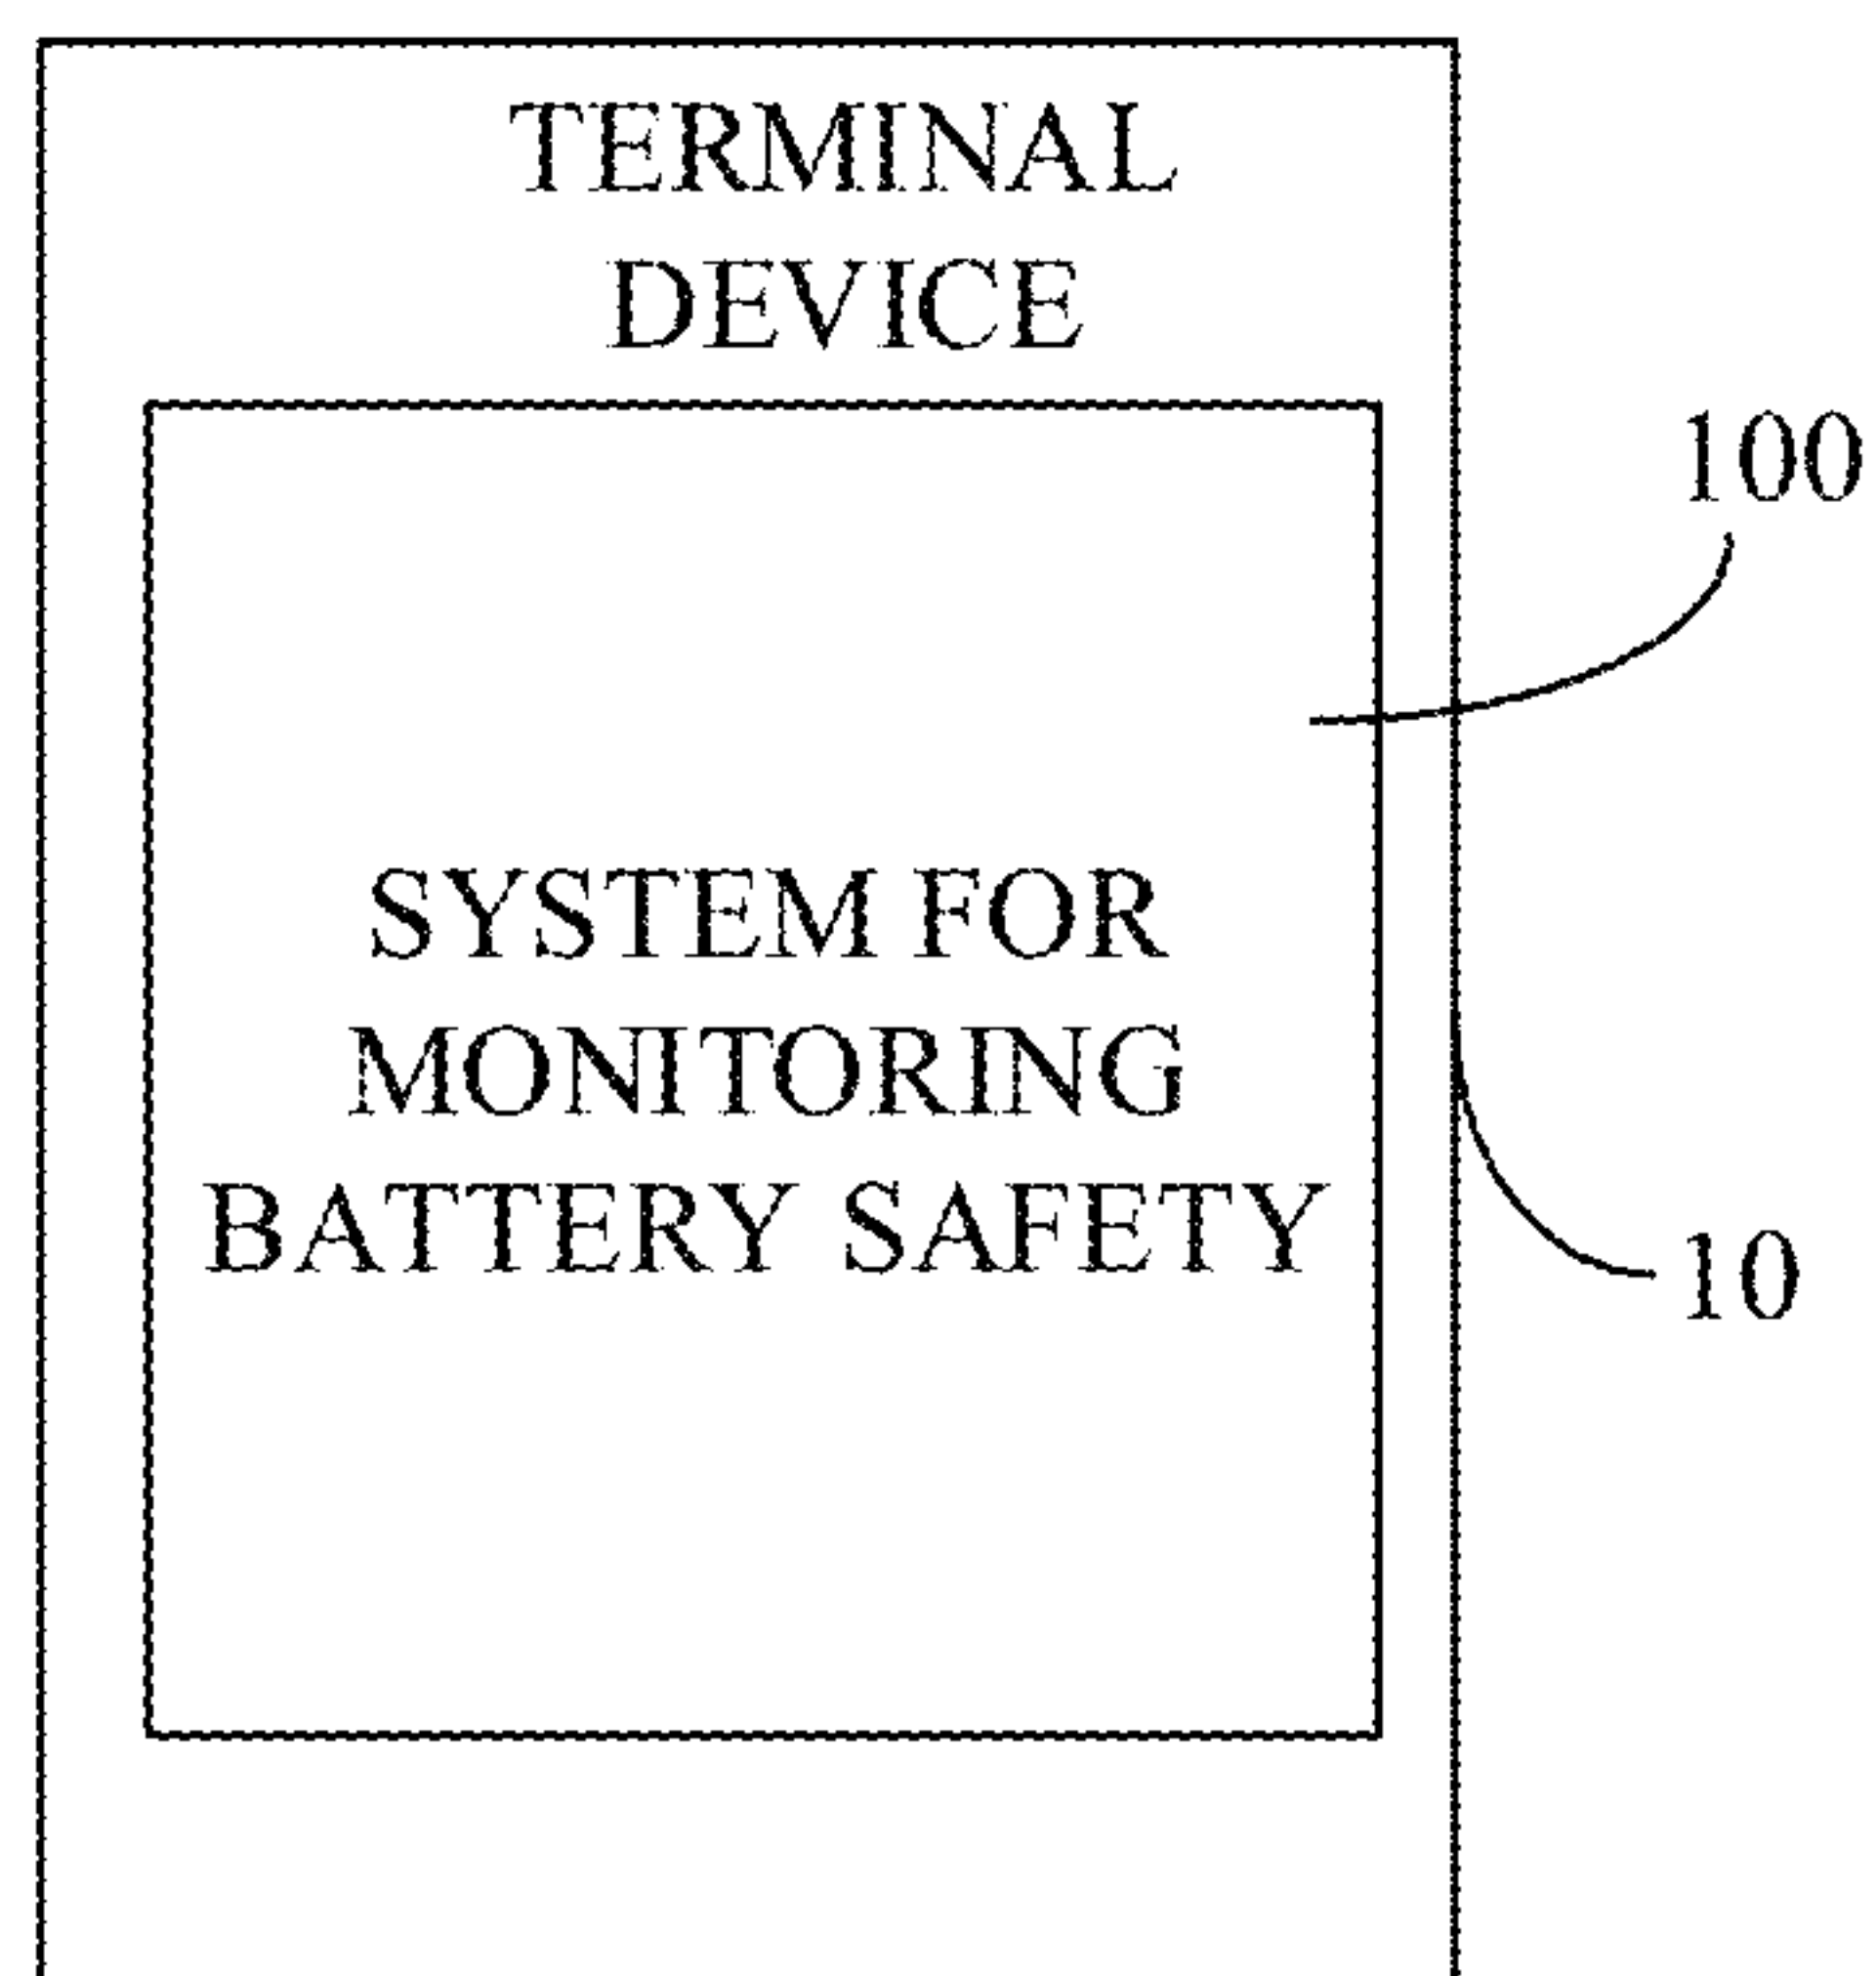 TERMINAL
DEVICE
100
SYSTEM FOR
MONITORING
BATTERY SAFETY
10